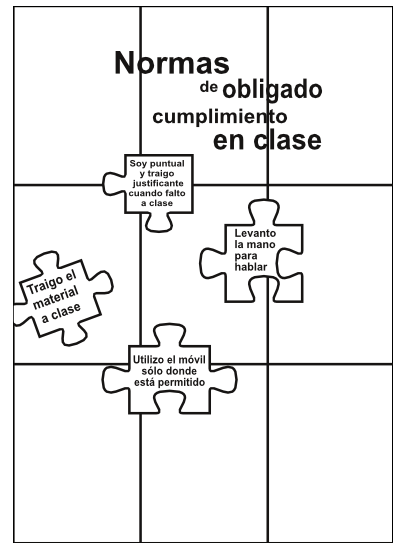 Normas
de obligado
cumplimiento
en clase
Soy puntual
y traigo
justificante
cuando falto
a clase
Levanto
la mano
para
hablar
Traigo el
material
a clase
Utilizo el móvil
sólo donde
está permitido